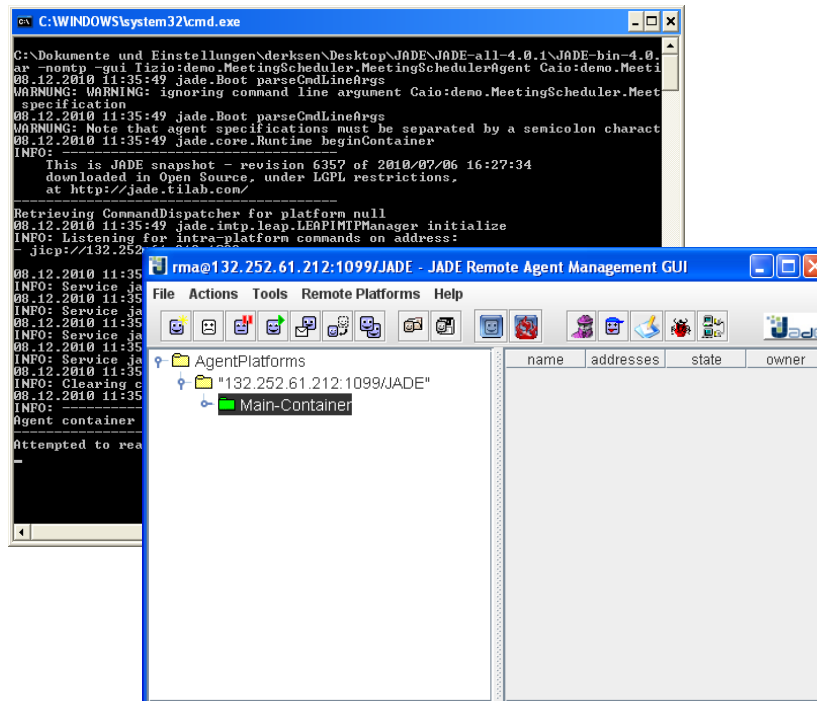 C:\WINDOWS\system32\cmd.exe
C:\Dokumente und Einstellungen\derksen\Desktop\JADE\JADE-all-4.0.1\JADE-bin-4.0.
ar -nomtp -gui Tizio:demo.MeetingScheduler.MeetingSchedulerAgent Caio:demo.Meeti
08.12.2010 11:35:49 jade.Boot parseCmdLineArgs
WARNUNG: WARNING: ignoring command line argument Caio:demo.MeetingScheduler.Meet
specification
08.12.2010 11:35:49 jade.Boot parseCmdLineArgs
WARNUNG: Note that agent specifications must be separated by a semicolon charact
08.12.2010 11:35:49 jade.core.Runtime beginContainer
INFO: ----------------------------------
This is JADE snapshot - revision 6357 of 2010/07/06 16:27:34
downloaded in Open Source, under LGPL restrictions,
at http://jade.tilab.com/
----------------------------------------
Retrieving CommandDispatcher for platform null
08.12.2010 11:35:49 jade.imtp.leap.LEAPIMTPManager initialize
INFO: Listening for intra-platform commands on address:
- jicp://132.252
08.12.2010 11:35
INFO: Service ja
08.12.2010 11:35
INFO: Service ja
08.12.2010 11:35
INFO: Service ja
08.12.2010 11:35
INFO: Service ja
08.12.2010 11:35
INFO: Clearing c
08.12.2010 11:35
INFO: ----------
Agent container
----------------
Attempted to rea
rma@132.252.61.212:1099/JADE - JADE Remote Agent Management GUI
File Actions Tools Remote Platforms Help
AgentPlatforms
"132.252.61.212:1099/JADE"
Main-Container
name addresses state owner